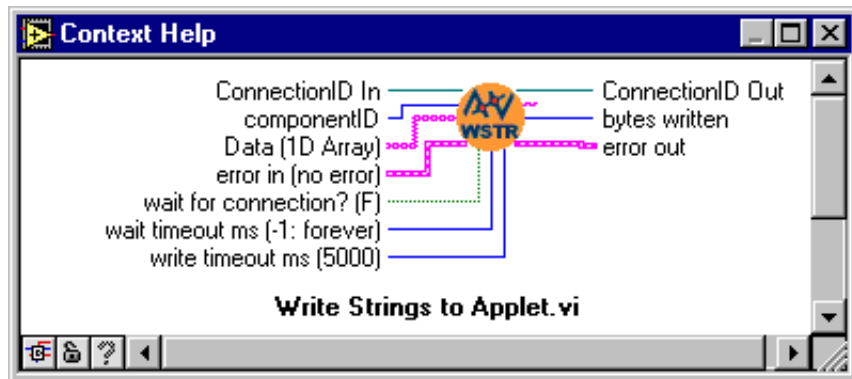 Context Help
ConnectionID In
componentID
Data (1D Array)
error in (no error)
wait for connection? (F)
wait timeout ms (-1: forever)
write timeout ms (5000)
WSTR
ConnectionID Out
bytes written
error out
Write Strings to Applet.vi
?